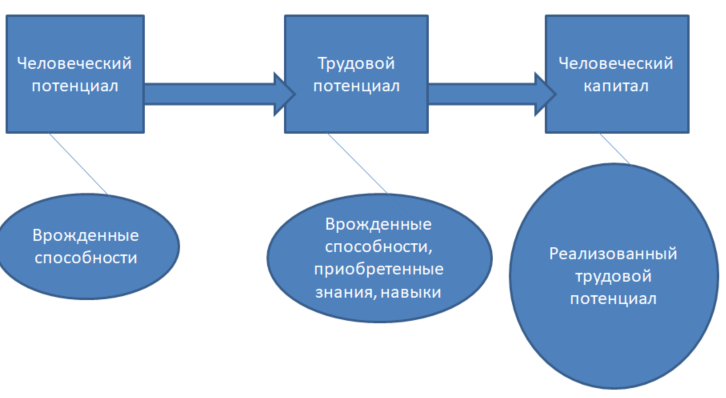 Человеческий
потенциал
Трудовой
потенциал
Человеческий
капитал
Врожденные
способности
Врожденные
способности,
приобретенные
знания, навыки
Реализованный
трудовой
потенциал